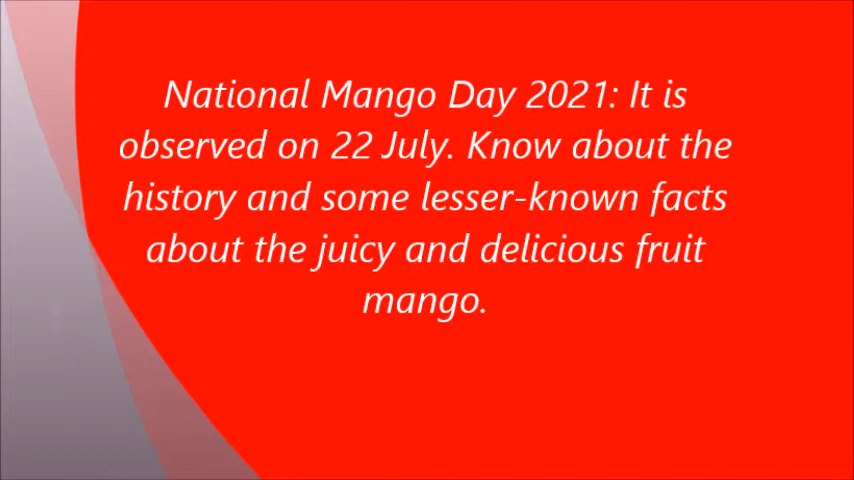 National Mango Day 2021: It is
observed on 22 July. Know about the
history and some lesser-known facts
about the juicy and delicious fruit
mango.